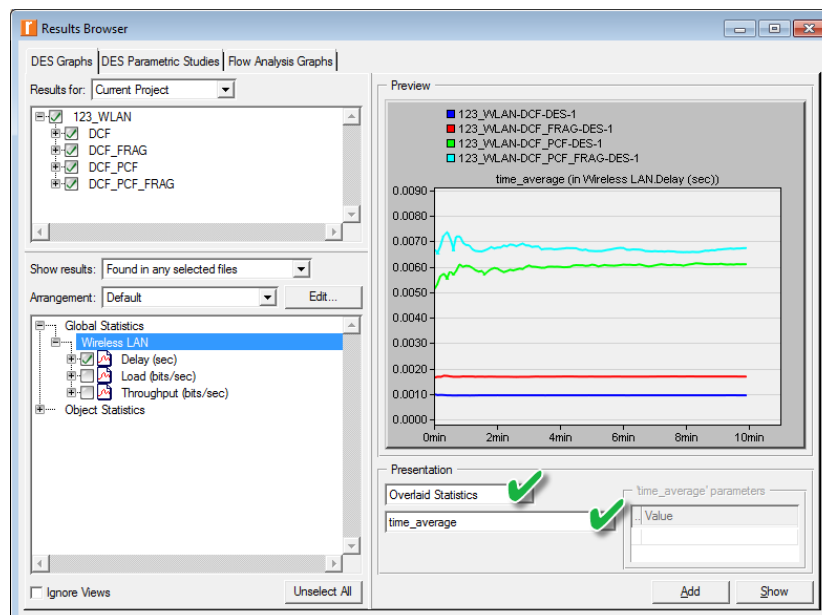 Results Browser
DES Graphs DES Parametric Studies Flow Analysis Graphs
Results for: Current Project
123_WLAN
DCF
DCF_FRAG
DCF_PCF
DCF_PCF_FRAG
Show results: Found in any selected files
Arrangement: Default Edit...
Global Statistics
Wireless LAN
Delay (sec)
Load (bits/sec)
Throughput (bits/sec)
Object Statistics
Ignore Views Unselect All
Preview
123_WLAN-DCF-DES-1
123_WLAN-DCF_FRAG-DES-1
123_WLAN-DCF_PCF-DES-1
123_WLAN-DCF_PCF_FRAG-DES-1
time_average (in Wireless LAN.Delay (sec))
0.0090
0.0080
0.0070
0.0060
0.0050
0.0040
0.0030
0.0020
0.0010
0.0000
0min 2min 4min 6min 8min 10min
Presentation
Overlaid Statistics
time_average
'time_average' parameters
.. Value
Add Show